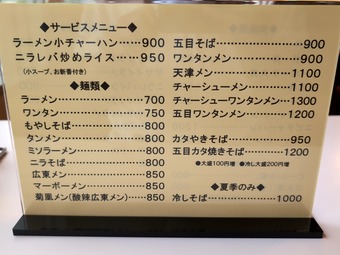 ◆サービスメニュー◆
ラーメン小チャーハン……900
ニラレバ炒めライス……950
(小スープ、お新香付き)
◆麺類◆
ラーメン……………………700
ワンタン……………………750
もやしそば…………………800
タンメン……………………800
ミソラーメン………………800
ニラそば……………………800
広東メン……………………850
マーボーメン………………850
菊凰メン(酸辣広東メン)…850
五目そば……………………900
ワンタンメン………………900
天津メン……………………1100
チャーシューメン…………1100
チャーシューワンタンメン…1300
五目ワンタンメン…………1200
カタやきそば………………950
五目カタ焼きそば…………1200
●大盛100円増 ●冷し大盛200円増
◆夏季のみ◆
冷しそば……………………1000